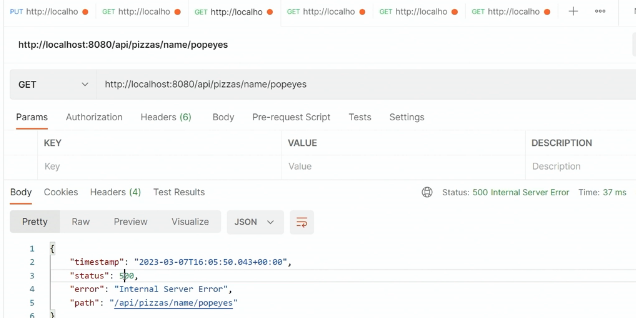 PUT http://localho GET http://localho GET http://localho GET http://localho GET http://localho GET http://localho + •••
http://localhost:8080/api/pizzas/name/popeyes
GET http://localhost:8080/api/pizzas/name/popeyes
Params Authorization Headers (6) Body Pre-request Script Tests Settings
KEY VALUE DESCRIPTION
Key Value Description
Body Cookies Headers (4) Test Results Status: 500 Internal Server Error Time: 37 ms
Pretty Raw Preview Visualize JSON
1 {
2 "timestamp": "2023-03-07T16:05:50.043+00:00",
3 "status": 500,
4 "error": "Internal Server Error",
5 "path": "/api/pizzas/name/popeyes"
6 }